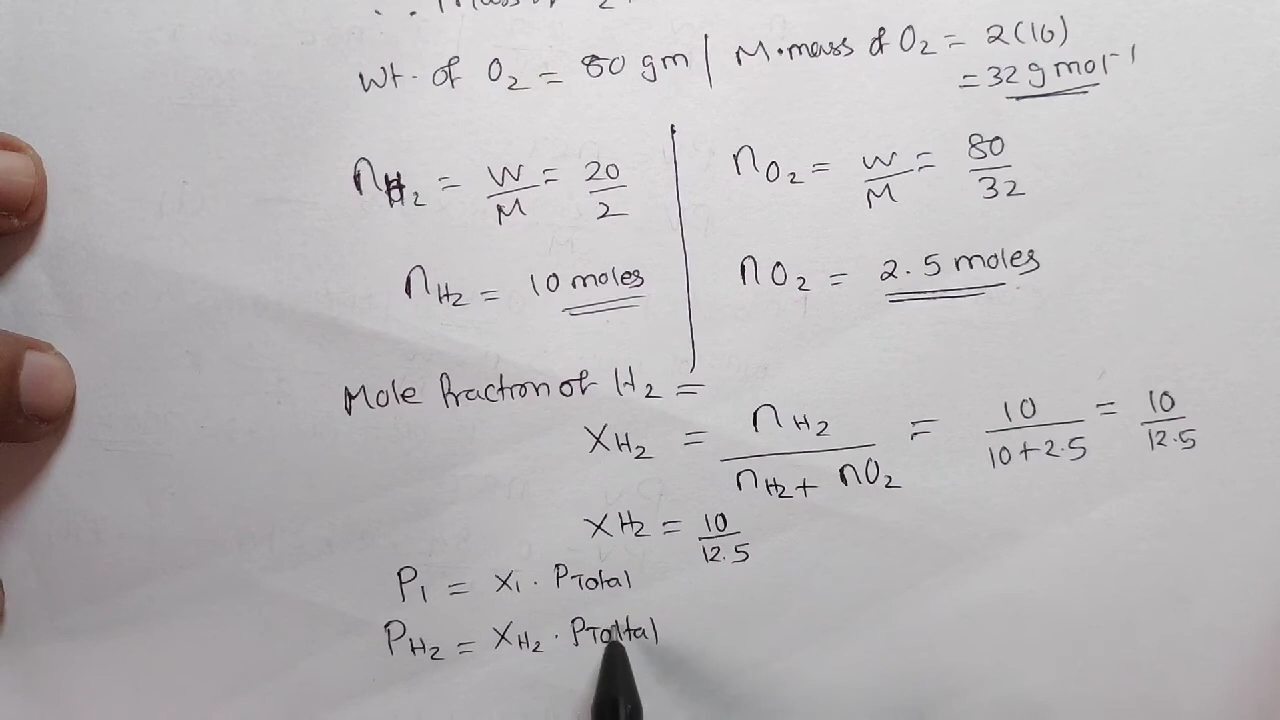 ∴ Mass of
Wt. of O₂ = 80 gm | M.mass of O₂ = 2(16)
= 32 g mol⁻¹
nH₂ = W/M = 20/2
nO₂ = W/M = 80/32
nH₂ = 10 moles
nO₂ = 2.5 moles
Mole fraction of H₂ =
XH₂ = nH₂/(nH₂ + nO₂) = 10/(10+2.5) = 10/12.5
XH₂ = 10/12.5
P₁ = X₁ . PTotal
PH₂ = XH₂ . PTotal